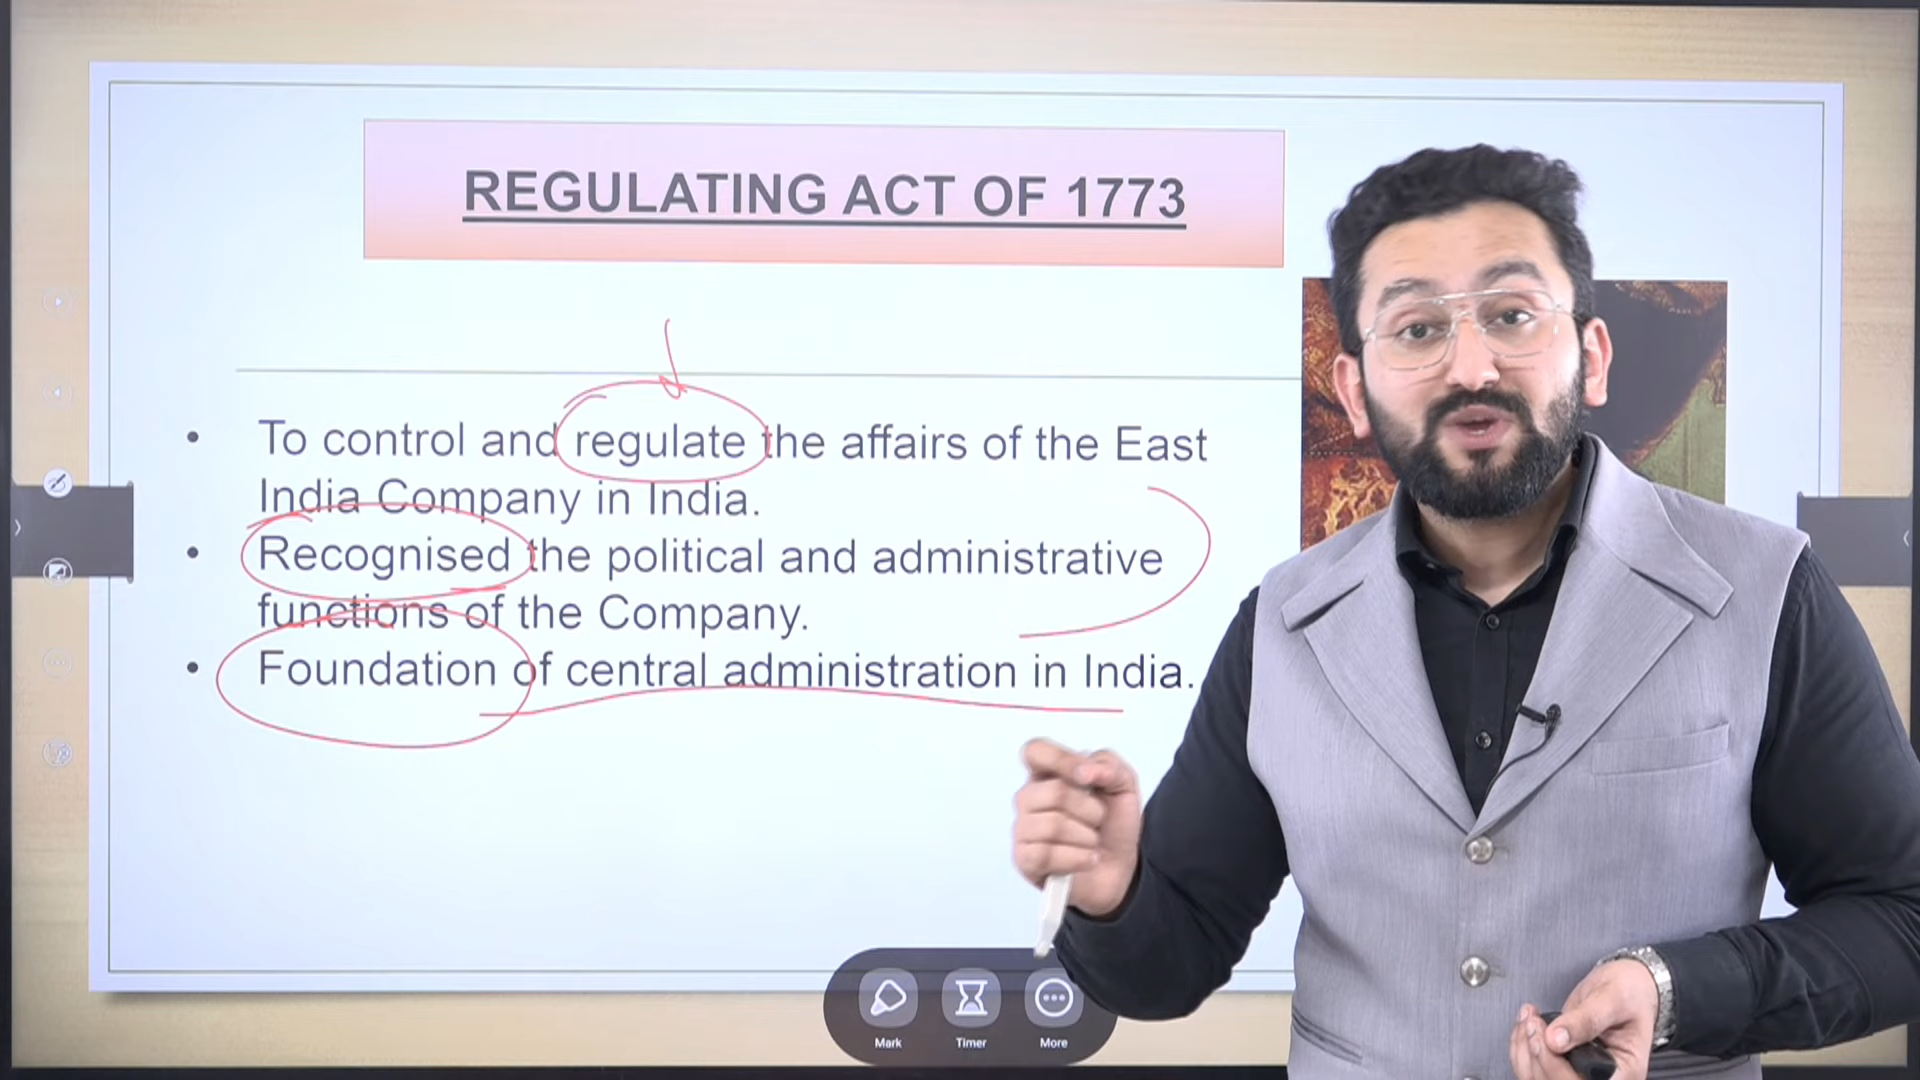 REGULATING ACT OF 1773
• To control and regulate the affairs of the East
India Company in India.
• Recognised the political and administrative
functions of the Company.
• Foundation of central administration in India.
Mark
Timer
More